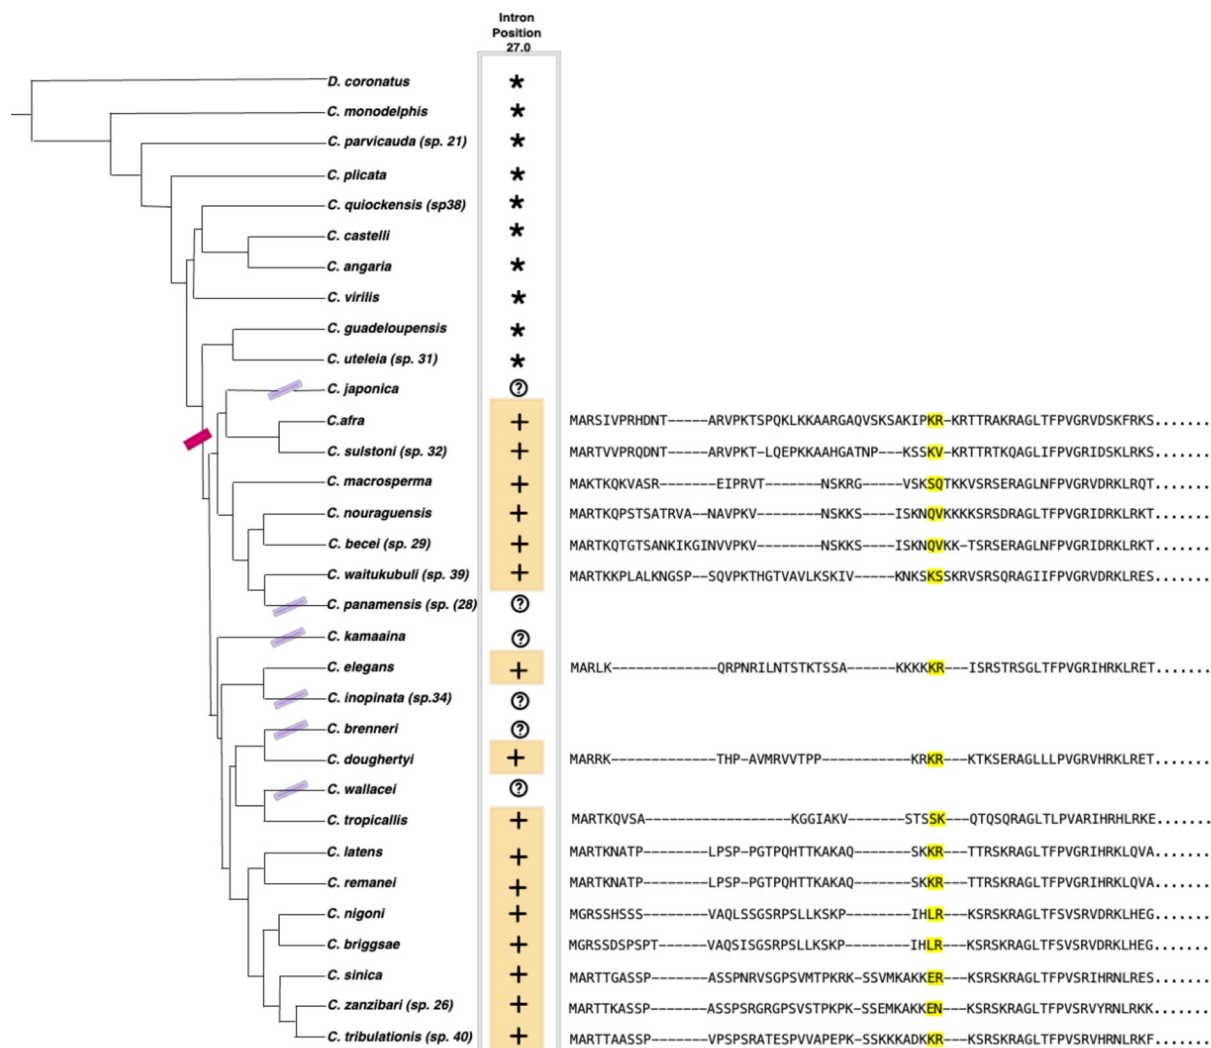 Intron
Position
27.0
D. coronatus *
C. monodelphis *
C. parvicauda (sp. 21) *
C. plicata *
C. quiockensis (sp38) *
C. castelli *
C. angaria *
C. virilis *
C. guadeloupensis *
C. uteleia (sp. 31) *
C. japonica ?
C.afra + MARSIVPRHDNT-----ARVPKTSPQKLKKAARGAQVSKSAKIPKR-KRTTRAKRAGLTFPVGRVDSKFRKS.......
C. sulstoni (sp. 32) + MARTVVPRQDNT-----ARVPKT-LQEPKKAAHGATNP---KSSKV-KRTTRTKQAGLIFPVGRIDSKLRKS.......
C. macrosperma + MAKTKQKVASR-------EIPRVT-------NSKRG-----VSKSQTKKVSRSERAGLNFPVGRVDRKLRQT.......
C. nouraguensis + MARTKQPSTSATRVA--NAVPKV--------NSKKS----ISKNQVKKKKSRSDRAGLTFPVGRIDRKLRKT.......
C. becei (sp. 29) + MARTKQTGTSANKIKGINVVPKV--------NSKKS----ISKNQVKK-TSRSERAGLNFPVGRIDRKLRKT.......
C. waitukubuli (sp. 39) + MARTKKPLALKNGSP--SQVPKTHGTVAVLKSKIV-----KNKSKSSKRVSRSQRAGIIFPVGRVDRKLRES.......
C. panamensis (sp. (28) ?
C. kamaaina ?
C. elegans + MARLK-------------QRPNRILNTSTKTSSA------KKKKKR---ISRSTRSGLTFPVGRIHRKLRET.......
C. inopinata (sp.34) ?
C. brenneri ?
C. doughertyi + MARRK-------------THP-AVMRVVTPP-----------KRKR---KTKSERAGLLLPVGRVHRKLRET.......
C. wallacei ?
C. tropicallis + MARTKQVSA------------------KGGIAKV-------STSSK---QTQSQRAGLTLPVARIHRHLRKE.......
C. latens + MARTKNATP--------LPSP-PGTPQHTTKAKAQ-------SKKR---TTRSKRAGLTFPVGRIHRKLQVA.......
C. remanei + MARTKNATP--------LPSP-PGTPQHTTKAKAQ-------SKKR---TTRSKRAGLTFPVGRIHRKLQVA.......
C. nigoni + MGRSSHSSS--------VAQLSSGSRPSLLKSKP--------IHLR---KSRSKRAGLTFSVSRVDRKLHEG.......
C. briggsae + MGRSSDSPSPT------VAQSISGSRPSLLKSKP--------IHLR---KSRSKRAGLTFSVSRVDRKLHEG.......
C. sinica + MARTTGASSP-------ASSPNRVSGPSVMTPKRK-SSVMKAKKER---KSRSKRAGLTFPVSRIHRNLRES.......
C. zanzibari (sp. 26) + MARTTKASSP-------ASSPSRGRGPSVSTPKPK-SSEMKAKKEN---KSRSKRAGLTFPVSRVYRNLRKK.......
C. tribulationis (sp. 40) + MARTTAASSP-------VPSPSRATESPVVAPEPK-SSKKKADKKR---KSRSKRAGLTFPVSRVHRNLRKF.......